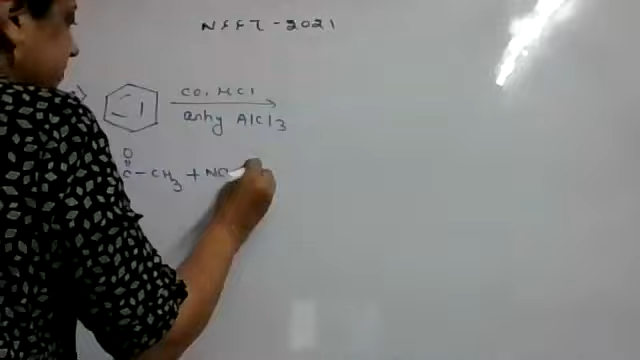 NEET-2021
CO, HCl
anhy AlCl3
O
C-CH3 + NO